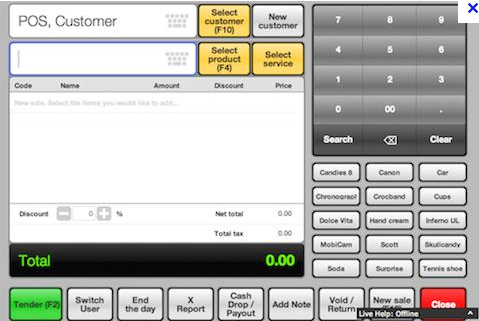 POS, Customer
Select
customer
(F10)
New
customer
Select
product
(F4)
Select
service
Code Name Amount Discount Price
New sale. Select the items you would like to add...
Discount 0 % Net total 0.00
Total tax 0.00
Total 0.00
7 8 9
4 5 6
1 2 3
0 00 .
Search Clear
Candies 8 Canon Car
Chronograpl Crocband Cups
Dolce Vita Hand cream Inferno UL
MobiCam Scott Skullcandy
Soda Surprise Tennis shoe
Tender (F2)
Switch
User
End
the day
X
Report
Cash
Drop /
Payout
Add Note
Void /
Return
New sale
Close
Live Help: Offline